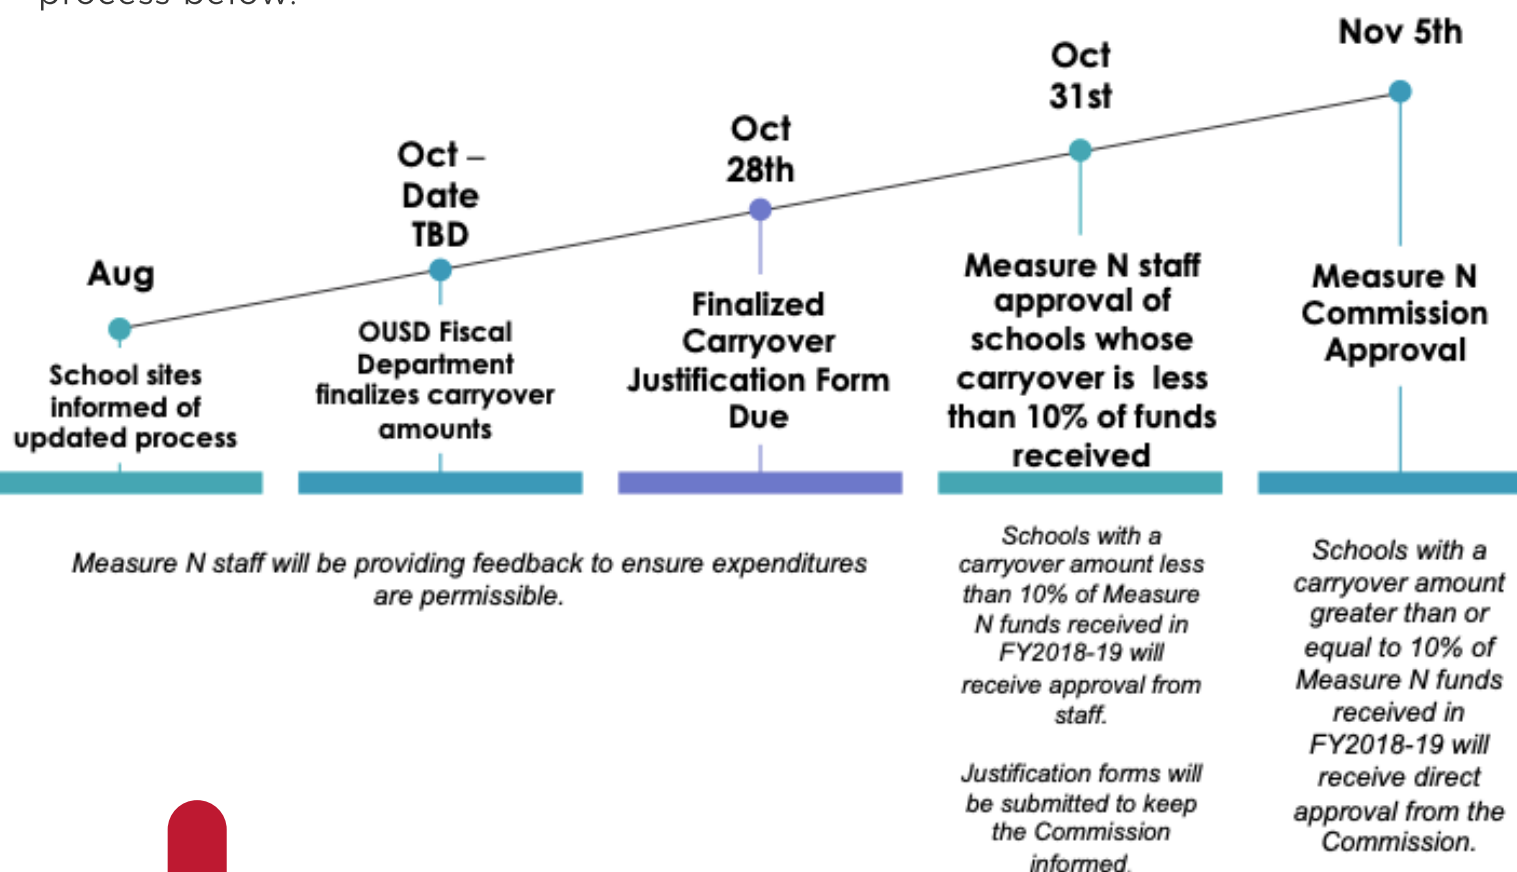 process below:
Nov 5th
Oct
31st
Oct
28th
Oct –
Date
TBD
Aug
School sites
informed of
updated process
OUSD Fiscal
Department
finalizes carryover
amounts
Finalized
Carryover
Justification Form
Due
Measure N staff
approval of
schools whose
carryover is less
than 10% of funds
received
Measure N
Commission
Approval
Measure N staff will be providing feedback to ensure expenditures
are permissible.
Schools with a
carryover amount less
than 10% of Measure
N funds received in
FY2018-19 will
receive approval from
staff.
Justification forms will
be submitted to keep
the Commission
informed.
Schools with a
carryover amount
greater than or
equal to 10% of
Measure N funds
received in
FY2018-19 will
receive direct
approval from the
Commission.